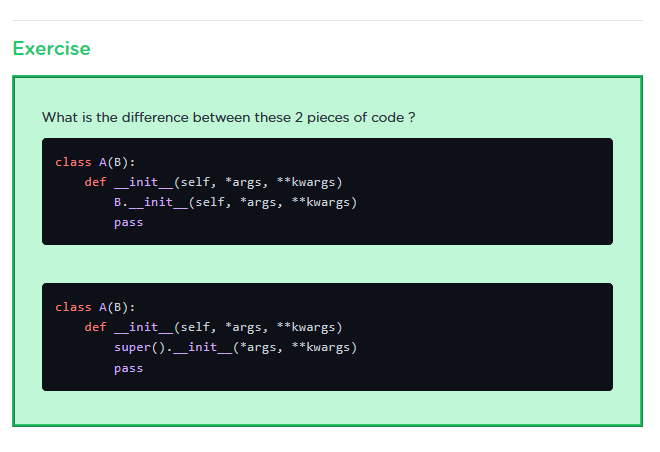 Exercise
What is the difference between these 2 pieces of code ?
class A(B):
    def __init__(self, *args, **kwargs)
        B.__init__(self, *args, **kwargs)
        pass
class A(B):
    def __init__(self, *args, **kwargs)
        super().__init__(*args, **kwargs)
        pass